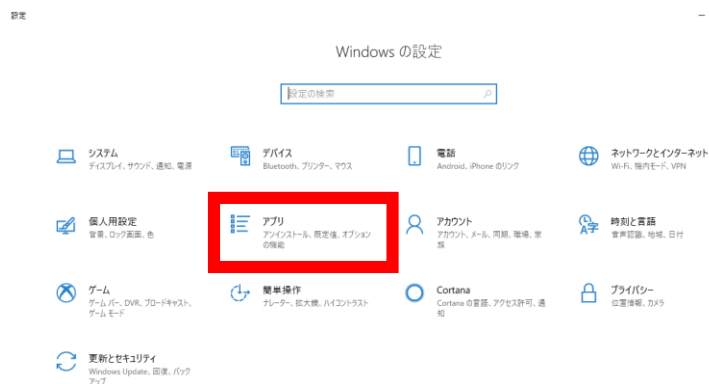 設定
Windows の設定
設定の検索
システム
ディスプレイ、サウンド、通知、電源
デバイス
Bluetooth、プリンター、マウス
電話
Android、iPhone のリンク
ネットワークとインターネット
Wi-Fi、機内モード、VPN
個人用設定
背景、ロック画面、色
アプリ
アンインストール、既定値、オプション
の機能
アカウント
アカウント、メール、同期、職場、家
族
時刻と言語
音声認識、地域、日付
ゲーム
ゲーム バー、DVR、ブロードキャスト、
ゲーム モード
簡単操作
ナレーター、拡大鏡、ハイコントラスト
Cortana
Cortana の言語、アクセス許可、通
知
プライバシー
位置情報、カメラ
更新とセキュリティ
Windows Update、回復、バック
アップ